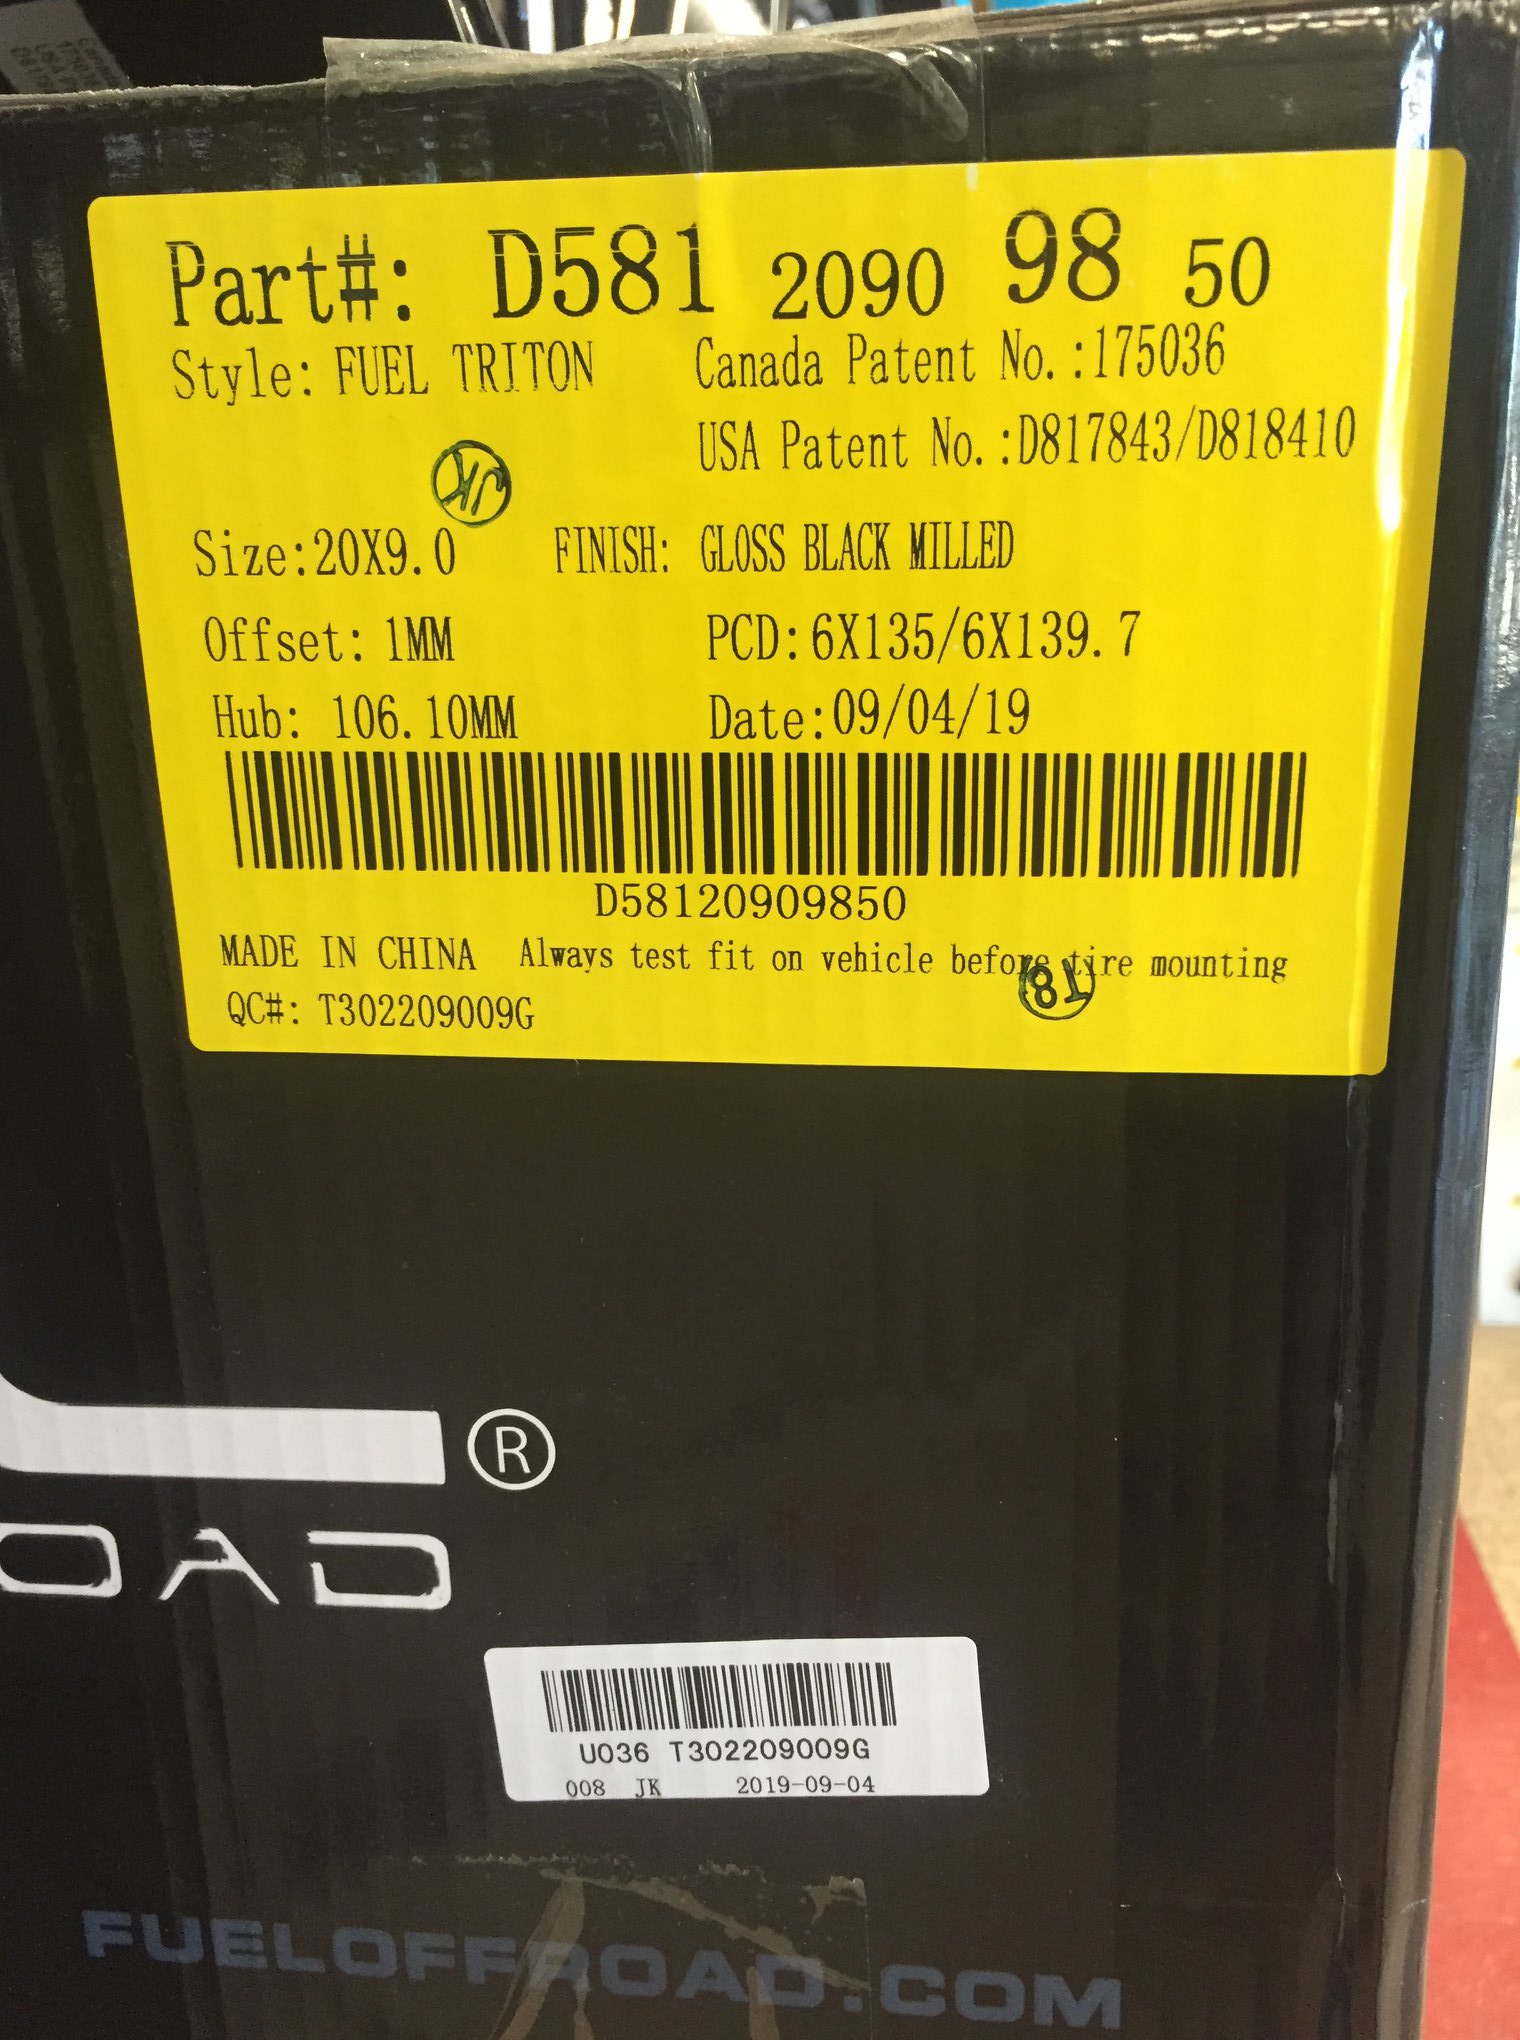 Part#: D581 2090 98 50
Style: FUEL TRITON Canada Patent No.:175036
USA Patent No.:D817843/D818410
JK
Size:20X9.0 FINISH: GLOSS BLACK MILLED
Offset: 1MM PCD:6X135/6X139.7
Hub: 106.10MM Date:09/04/19
D58120909850
MADE IN CHINA Always test fit on vehicle before tire mounting
18
QC#: T302209009G
®
OAD
U036 T302209009G
008 JK 2019-09-04
FUELOFFROAD.COM